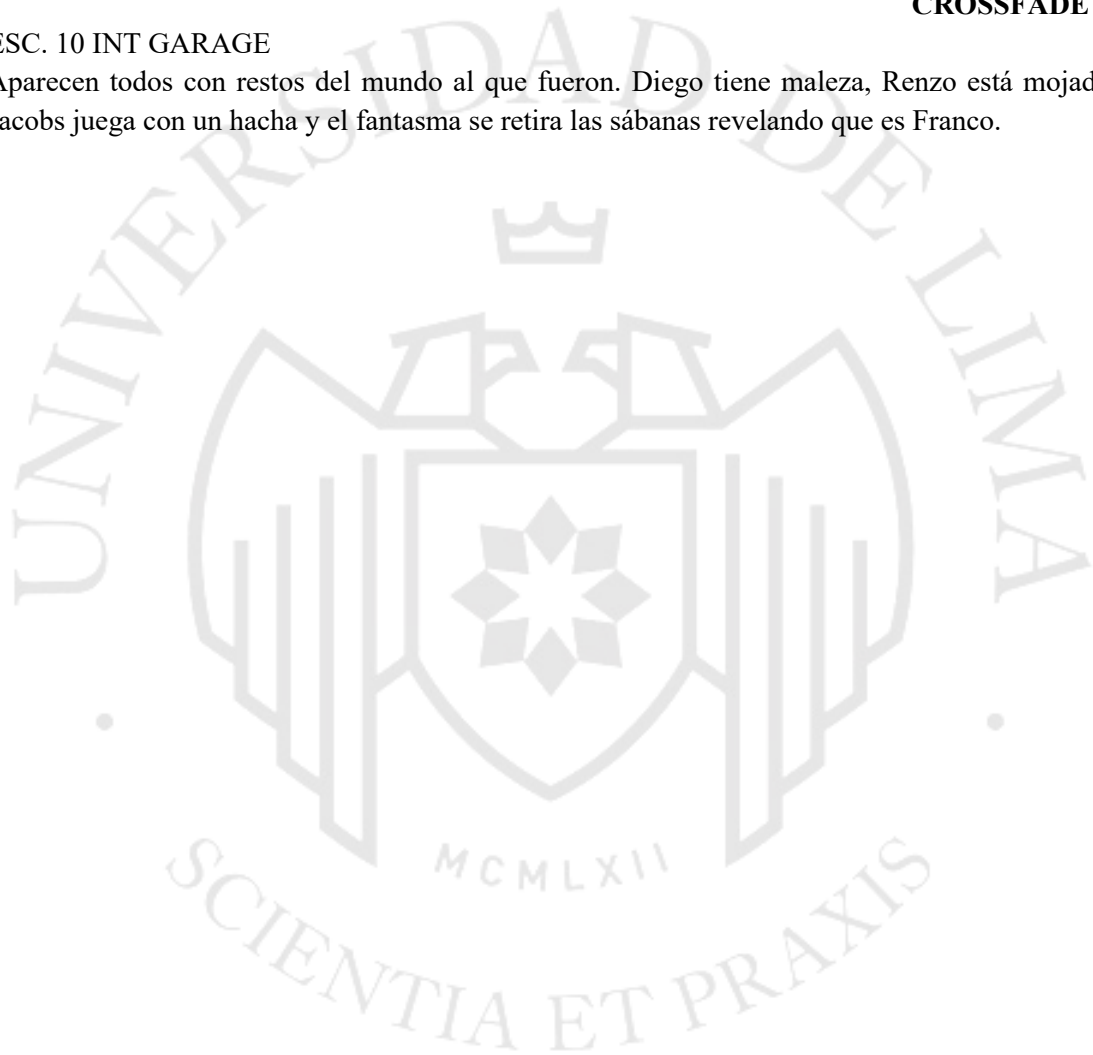 CROSSFADE
ESC. 10 INT GARAGE
Aparecen todos con restos del mundo al que fueron. Diego tiene maleza, Renzo está mojad
acobs juega con un hacha y el fantasma se retira las sábanas revelando que es Franco.
UNIVERSIDAD DE LIMA
MCMLXII
SCIENTIA ET PRAXIS